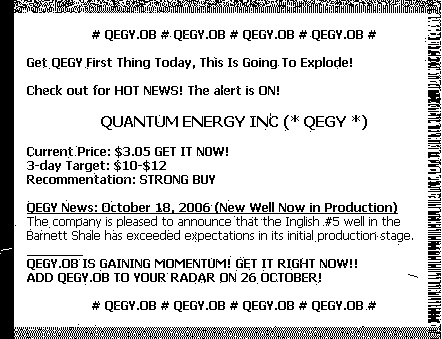 # QEGY.OB # QEGY.OB # QEGY.OB # QEGY.OB #
Get QEGY First Thing Today, This Is Going To Explode!
Check out for HOT NEWS! The alert is ON!
QUANTUM ENERGY INC (* QEGY *)
Current Price: $3.05 GET IT NOW!
3-day Target: $10-$12
Recommentation: STRONG BUY
QEGY News: October 18, 2006 (New Well Now in Production)
The company is pleased to announce that the Inglish #5 well in the
Barnett Shale has exceeded expectations in its initial production stage.
QEGY.OB IS GAINING MOMENTUM! GET IT RIGHT NOW!!
ADD QEGY.OB TO YOUR RADAR ON 26 OCTOBER!
# QEGY.OB # QEGY.OB # QEGY.OB # QEGY.OB #